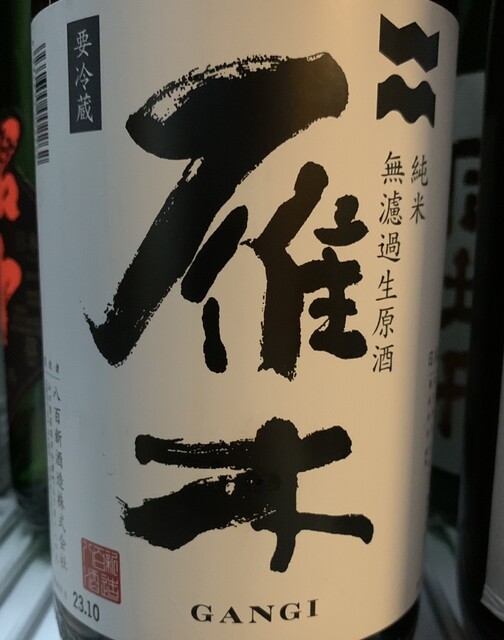 要冷蔵
純米
無濾過生原酒
雁木
八百新酒造株式会社
23.10
GANGI